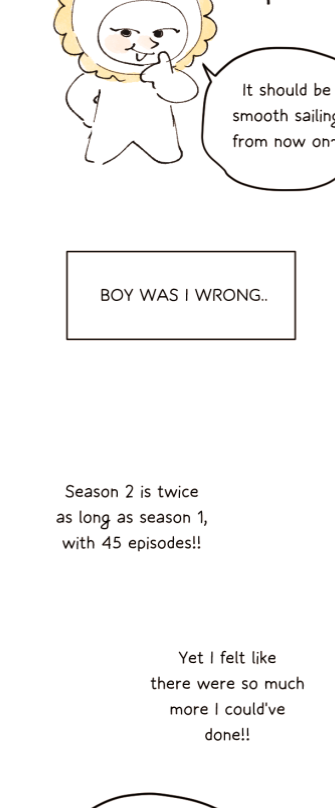 It should be
smooth sailing
from now on~
BOY WAS I WRONG..
Season 2 is twice
as long as season 1,
with 45 episodes!!
Yet I felt like
there were so much
more I could've
done!!